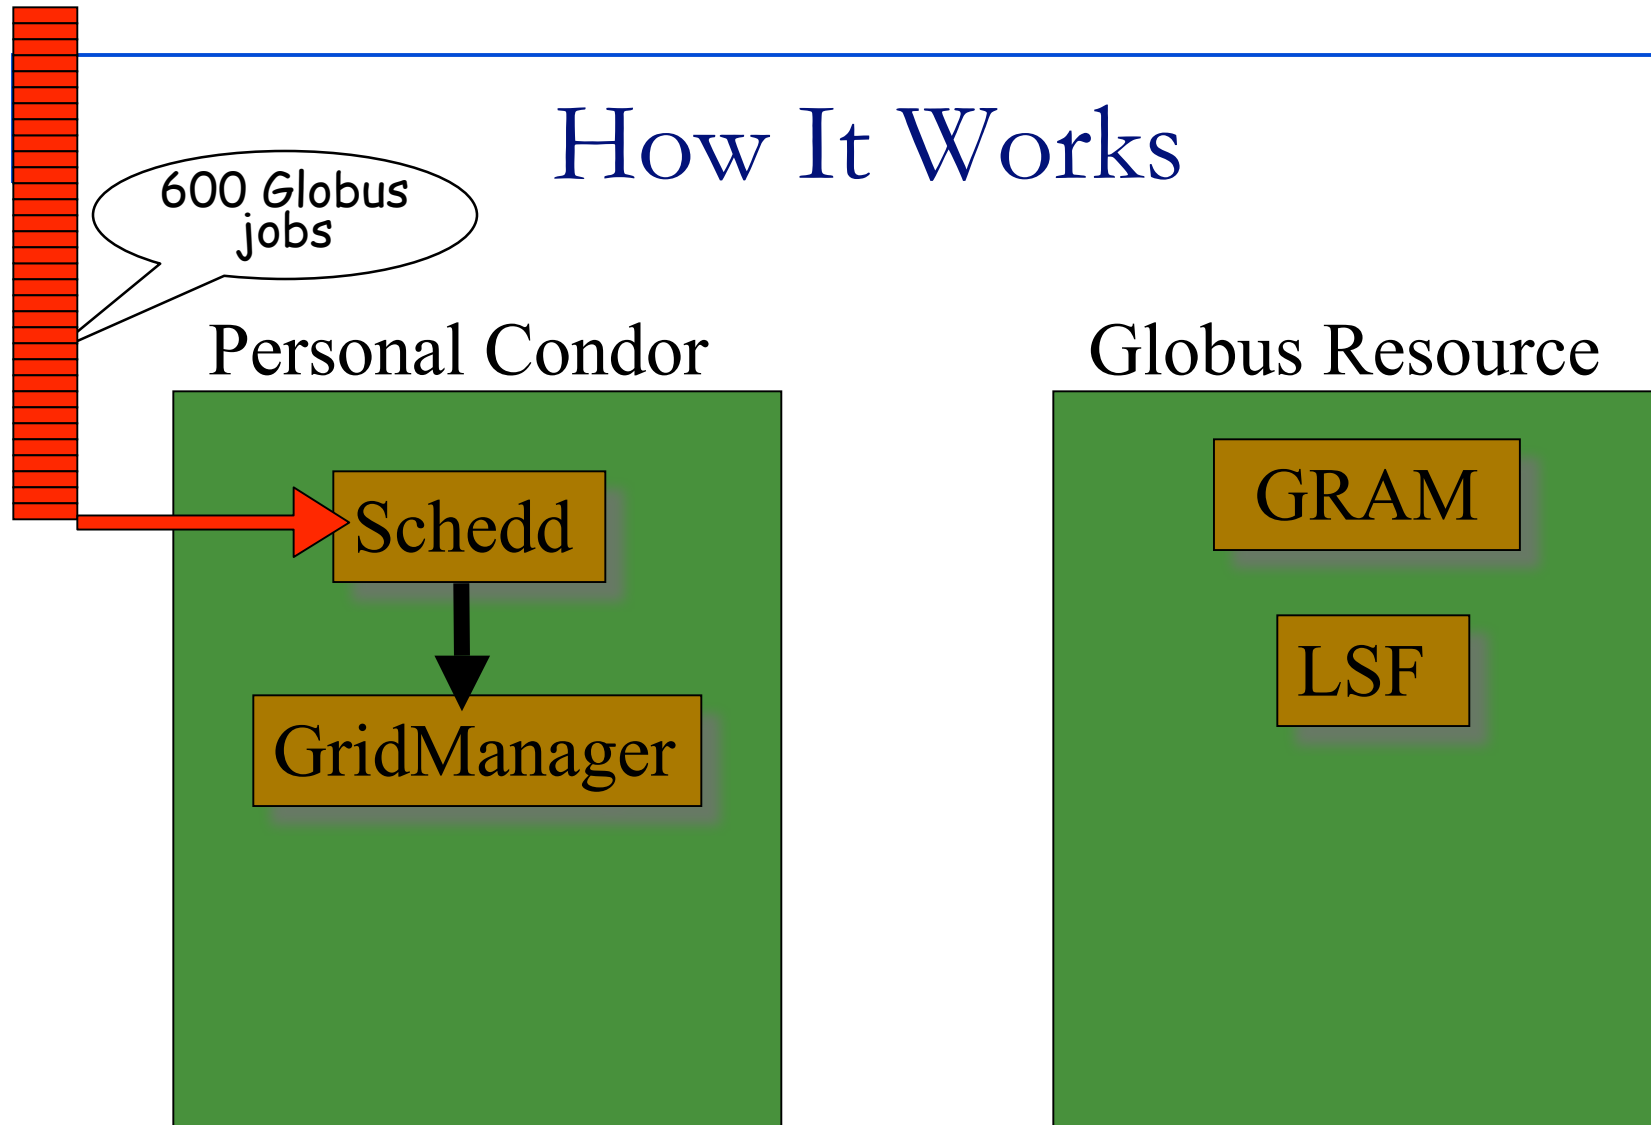 How It Works
600 Globus
jobs
Personal Condor
Globus Resource
Schedd
GridManager
GRAM
LSF